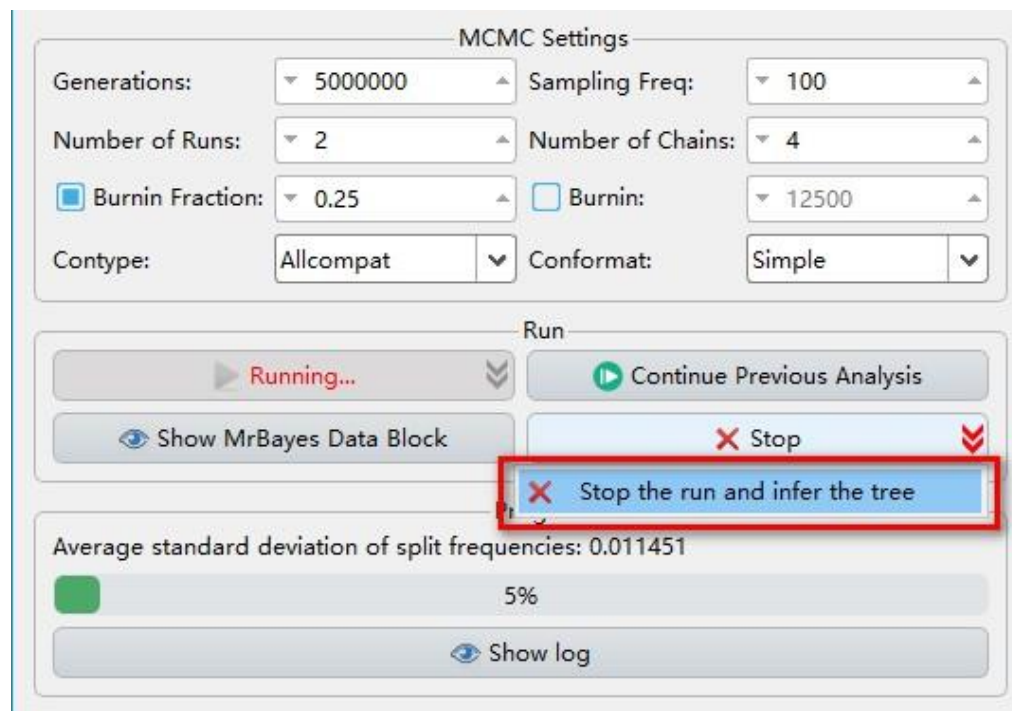 MCMC Settings
Generations: 5000000 Sampling Freq: 100
Number of Runs: 2 Number of Chains: 4
Burnin Fraction: 0.25 Burnin: 12500
Contype: Allcompat Conformat: Simple
Run
Running... Continue Previous Analysis
Show MrBayes Data Block Stop
Stop the run and infer the tree
Average standard deviation of split frequencies: 0.011451
5%
Show log